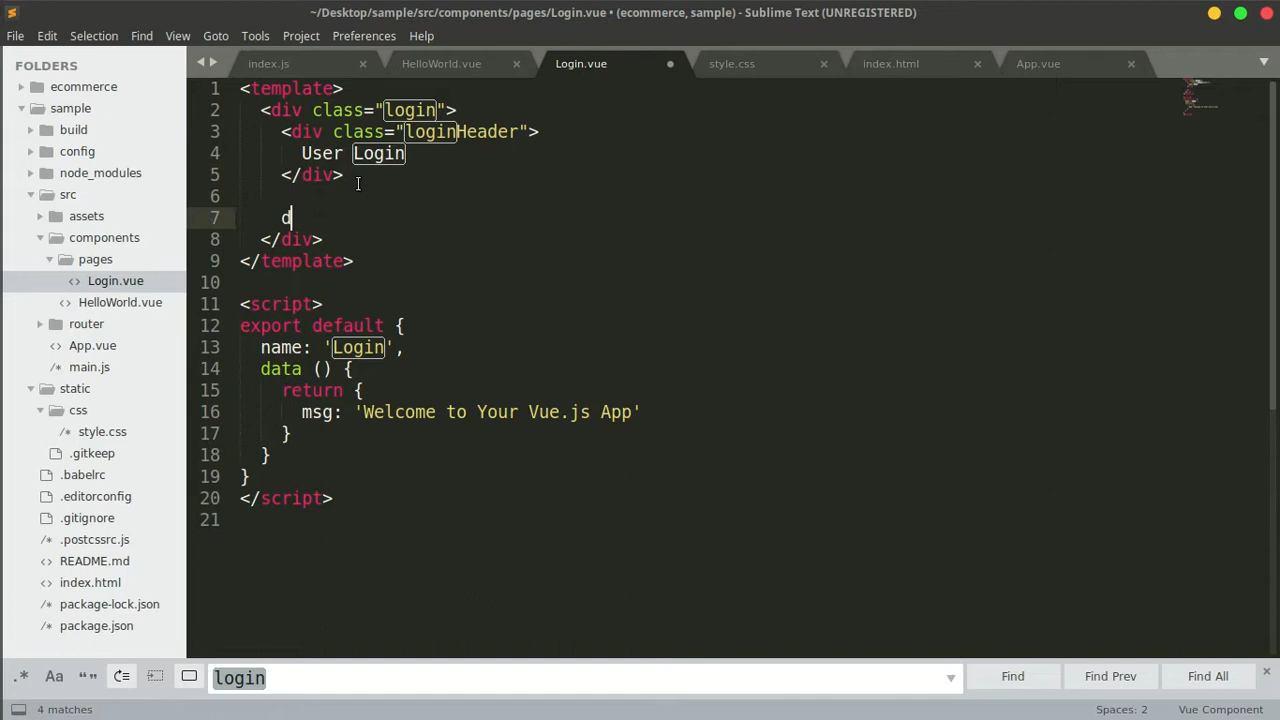 ~/Desktop/sample/src/components/pages/Login.vue • (ecommerce, sample) - Sublime Text (UNREGISTERED)
File Edit Selection Find View Goto Tools Project Preferences Help
FOLDERS
ecommerce
sample
build
config
node_modules
src
assets
components
pages
Login.vue
HelloWorld.vue
router
App.vue
main.js
static
css
style.css
.gitkeep
.babelrc
.editorconfig
.gitignore
.postcssrc.js
README.md
index.html
package-lock.json
package.json
index.js × HelloWorld.vue × Login.vue style.css × index.html × App.vue ×
1 <template>
2 <div class="login">
3 <div class="loginHeader">
4 User Login
5 </div>
6
7 d
8 </div>
9 </template>
10
11 <script>
12 export default {
13 name: 'Login',
14 data () {
15 return {
16 msg: 'Welcome to Your Vue.js App'
17 }
18 }
19 }
20 </script>
21
.* Aa “” login Find Find Prev Find All ×
4 matches Spaces: 2 Vue Component